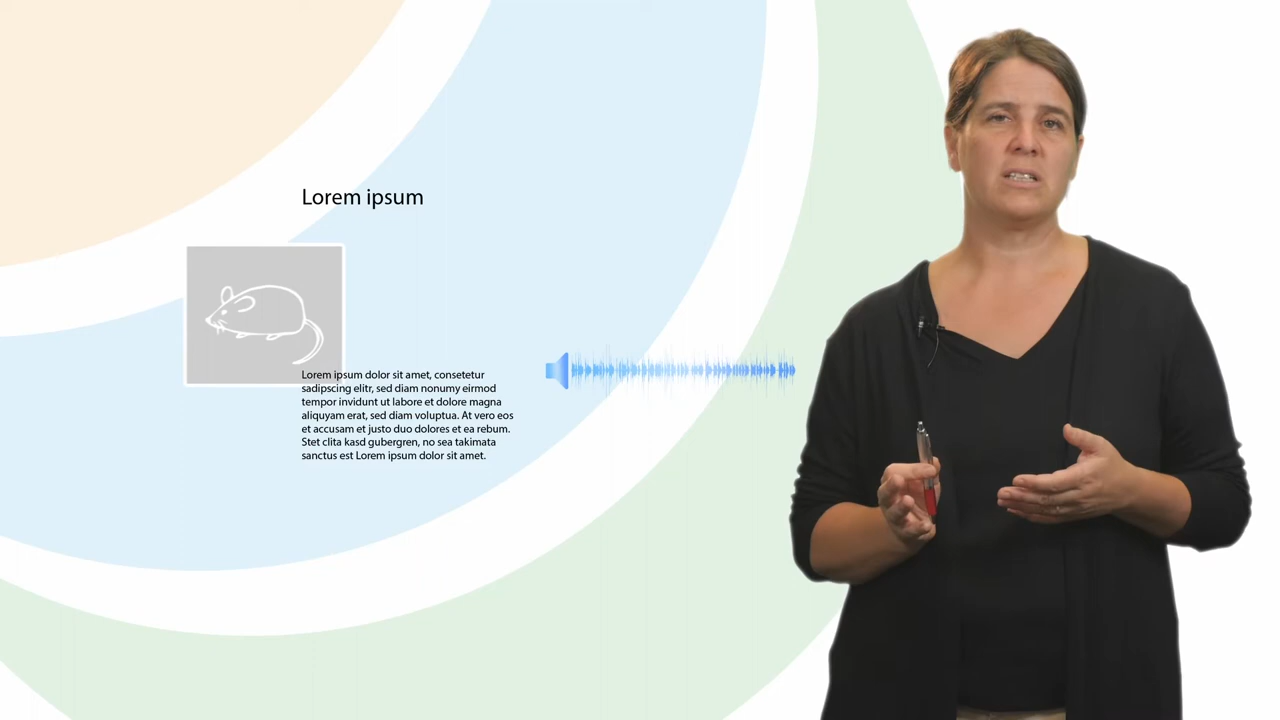 Lorem ipsum
Lorem ipsum dolor sit amet, consetetur
sadipscing elitr, sed diam nonumy eirmod
tempor invidunt ut labore et dolore magna
aliquyam erat, sed diam voluptua. At vero eos
et accusam et justo duo dolores et ea rebum.
Stet clita kasd gubergren, no sea takimata
sanctus est Lorem ipsum dolor sit amet.